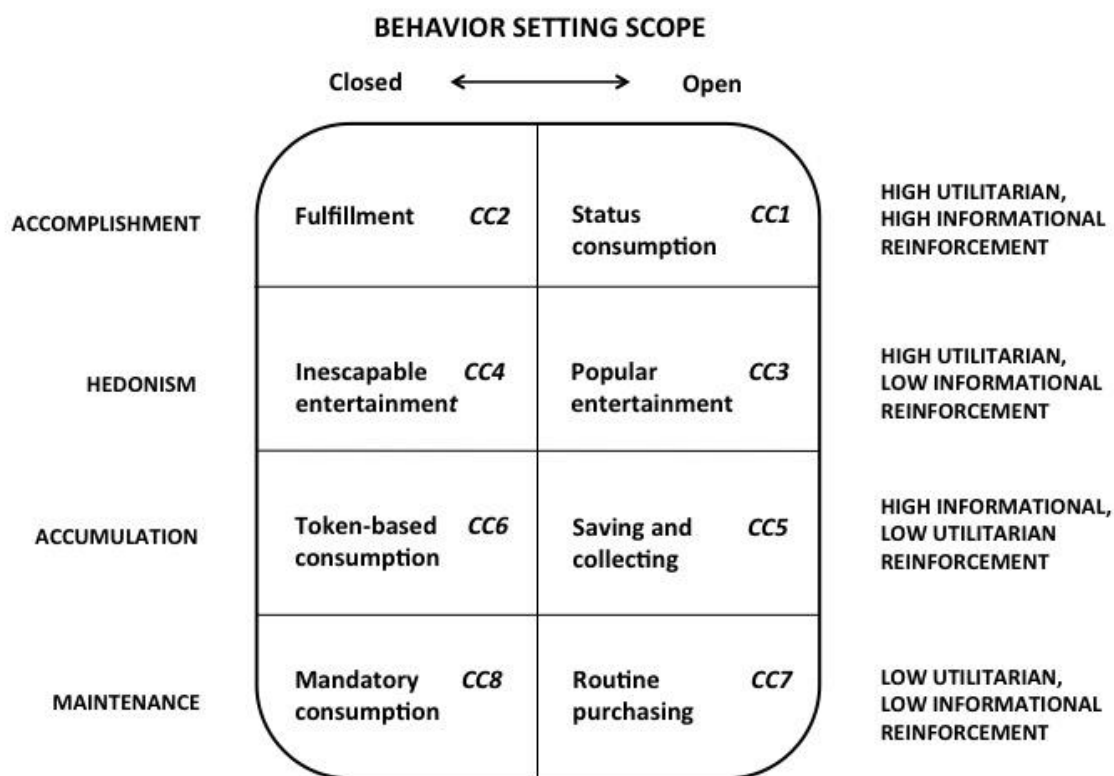 BEHAVIOR SETTING SCOPE
Closed Open
ACCOMPLISHMENT
Fulfillment CC2
Status CC1
consumption
HIGH UTILITARIAN,
HIGH INFORMATIONAL
REINFORCEMENT
HEDONISM
Inescapable CC4
entertainment
Popular CC3
entertainment
HIGH UTILITARIAN,
LOW INFORMATIONAL
REINFORCEMENT
ACCUMULATION
Token-based CC6
consumption
Saving and CC5
collecting
HIGH INFORMATIONAL,
LOW UTILITARIAN
REINFORCEMENT
MAINTENANCE
Mandatory CC8
consumption
Routine CC7
purchasing
LOW UTILITARIAN,
LOW INFORMATIONAL
REINFORCEMENT